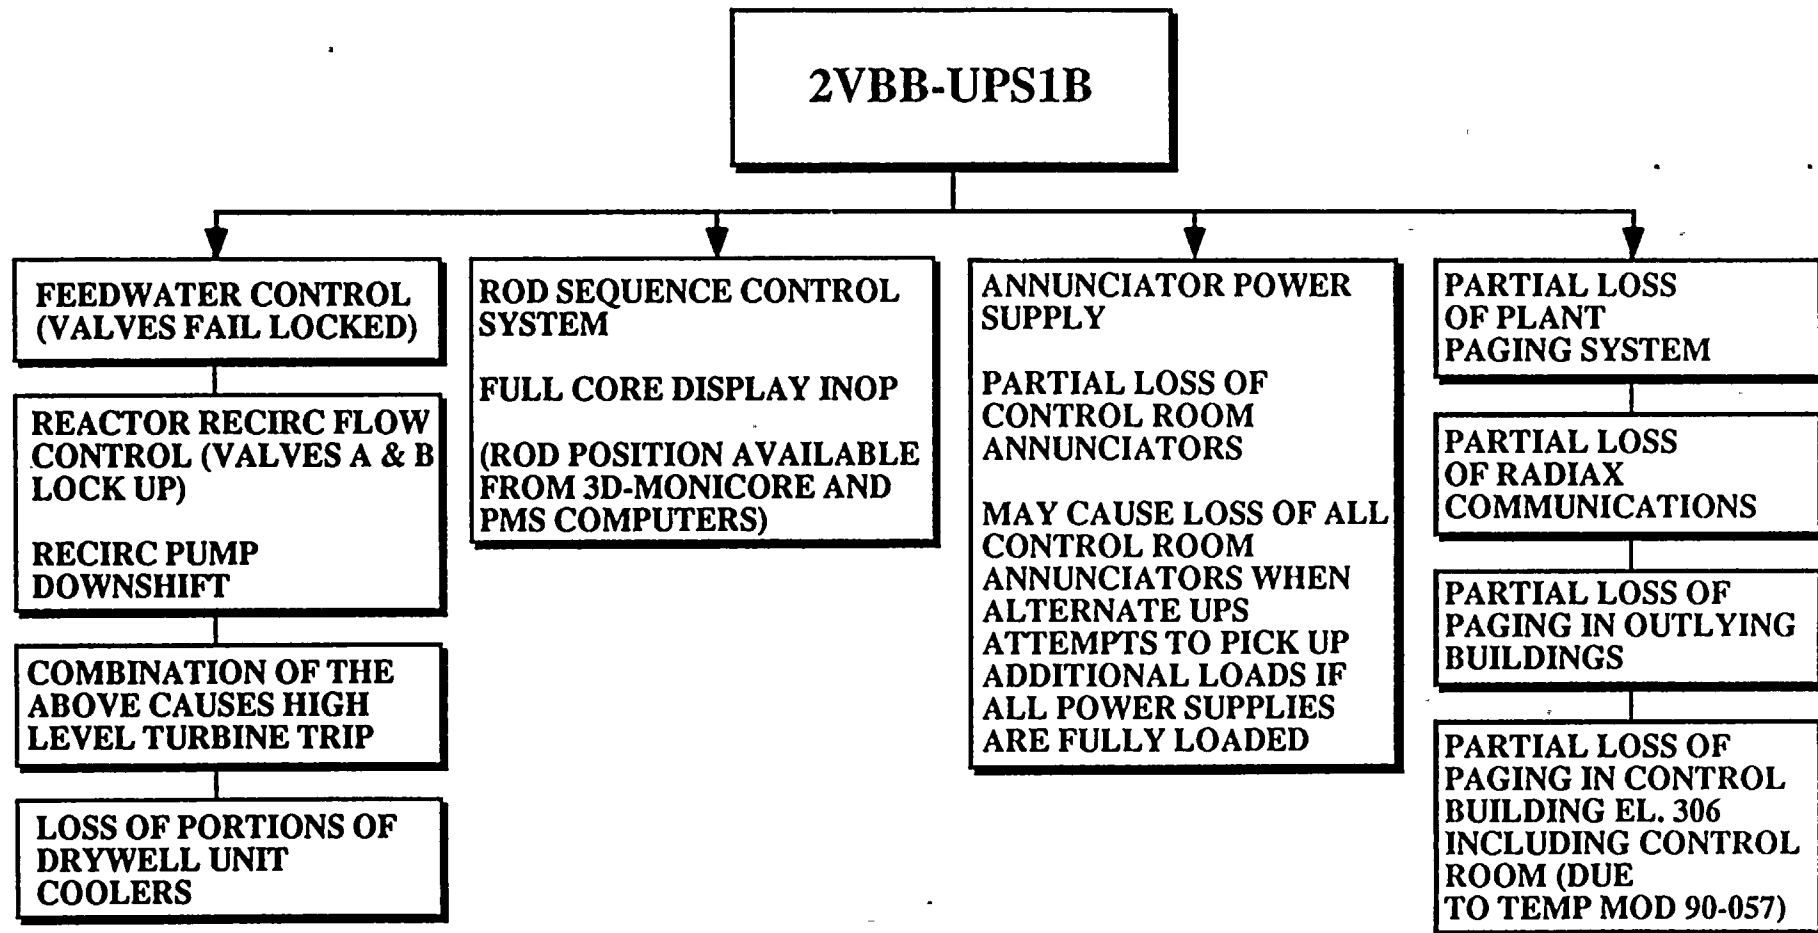 2VBB-UPS1B
FEEDWATER CONTROL
(VALVES FAIL LOCKED)
REACTOR RECIRC FLOW
CONTROL (VALVES A & B
LOCK UP)
RECIRC PUMP
DOWNSHIFT
COMBINATION OF THE
ABOVE CAUSES HIGH
LEVEL TURBINE TRIP
LOSS OF PORTIONS OF
DRYWELL UNIT
COOLERS
ROD SEQUENCE CONTROL
SYSTEM
FULL CORE DISPLAY INOP
(ROD POSITION AVAILABLE
FROM 3D-MONICORE AND
PMS COMPUTERS)
ANNUNCIATOR POWER
SUPPLY
PARTIAL LOSS OF
CONTROL ROOM
ANNUNCIATORS
MAY CAUSE LOSS OF ALL
CONTROL ROOM
ANNUNCIATORS WHEN
ALTERNATE UPS
ATTEMPTS TO PICK UP
ADDITIONAL LOADS IF
ALL POWER SUPPLIES
ARE FULLY LOADED
PARTIAL LOSS
OF PLANT
PAGING SYSTEM
PARTIAL LOSS
OF RADIAX
COMMUNICATIONS
PARTIAL LOSS OF
PAGING IN OUTLYING
BUILDINGS
PARTIAL LOSS OF
PAGING IN CONTROL
BUILDING EL. 306
INCLUDING CONTROL
ROOM (DUE
TO TEMP MOD 90-057)